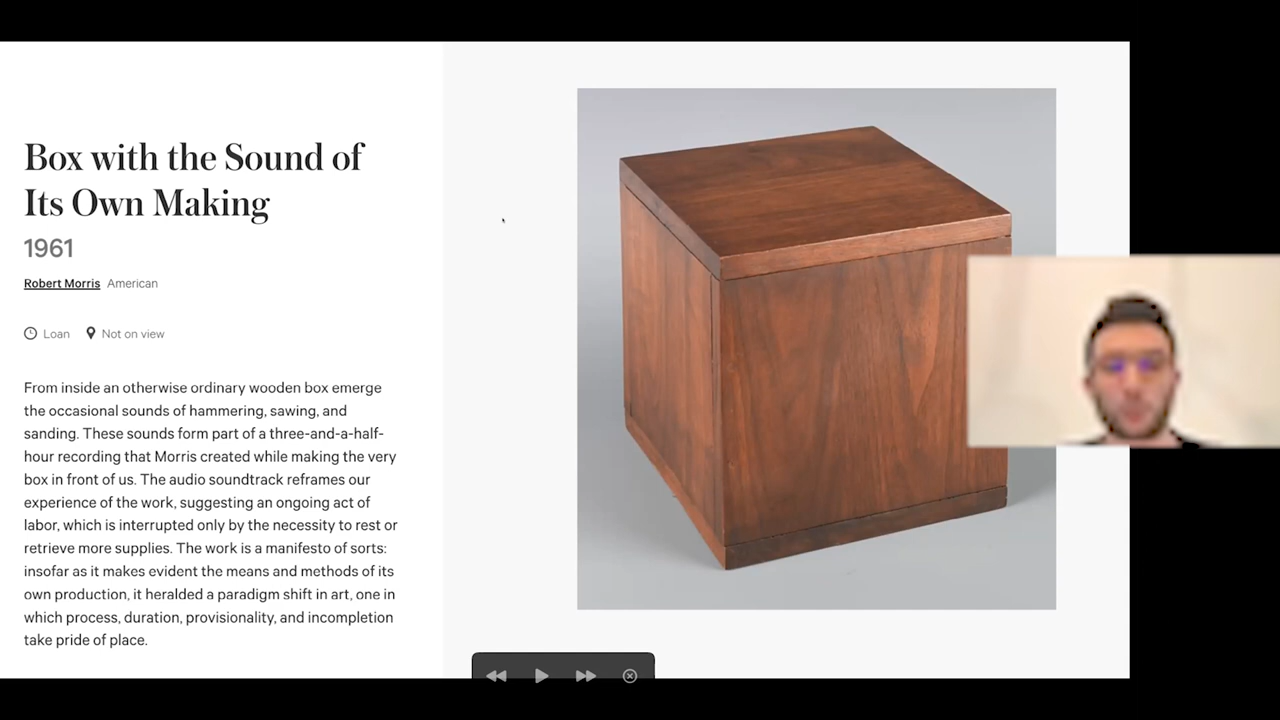 Box with the Sound of
Its Own Making
1961
Robert Morris American
Loan Not on view
From inside an otherwise ordinary wooden box emerge
the occasional sounds of hammering, sawing, and
sanding. These sounds form part of a three-and-a-half-
hour recording that Morris created while making the very
box in front of us. The audio soundtrack reframes our
experience of the work, suggesting an ongoing act of
labor, which is interrupted only by the necessity to rest or
retrieve more supplies. The work is a manifesto of sorts:
insofar as it makes evident the means and methods of its
own production, it heralded a paradigm shift in art, one in
which process, duration, provisionality, and incompletion
take pride of place.